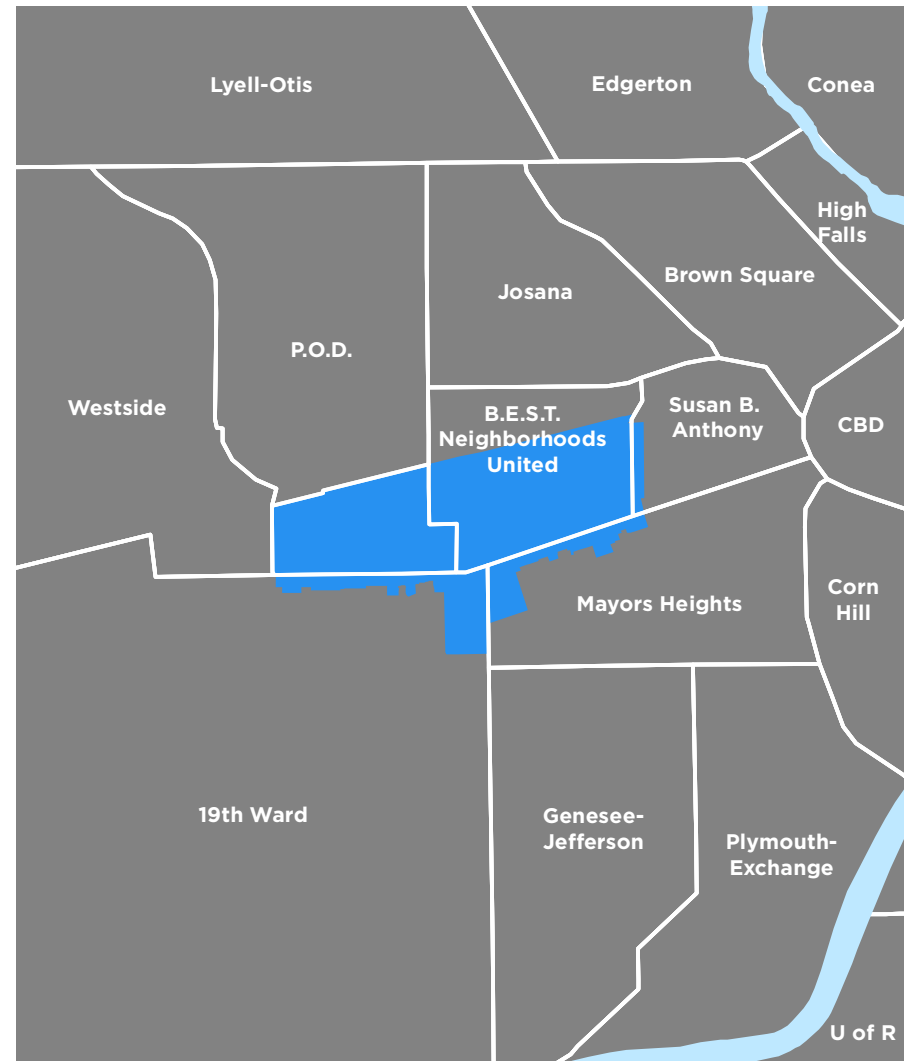 Lyell-Otis
Edgerton
Conea
High
Falls
Brown Square
Josana
P.O.D.
Westside
B.E.S.T.
Neighborhoods
United
Susan B.
Anthony
CBD
Mayors Heights
Corn
Hill
19th Ward
Genesee-
Jefferson
Plymouth-
Exchange
U of R